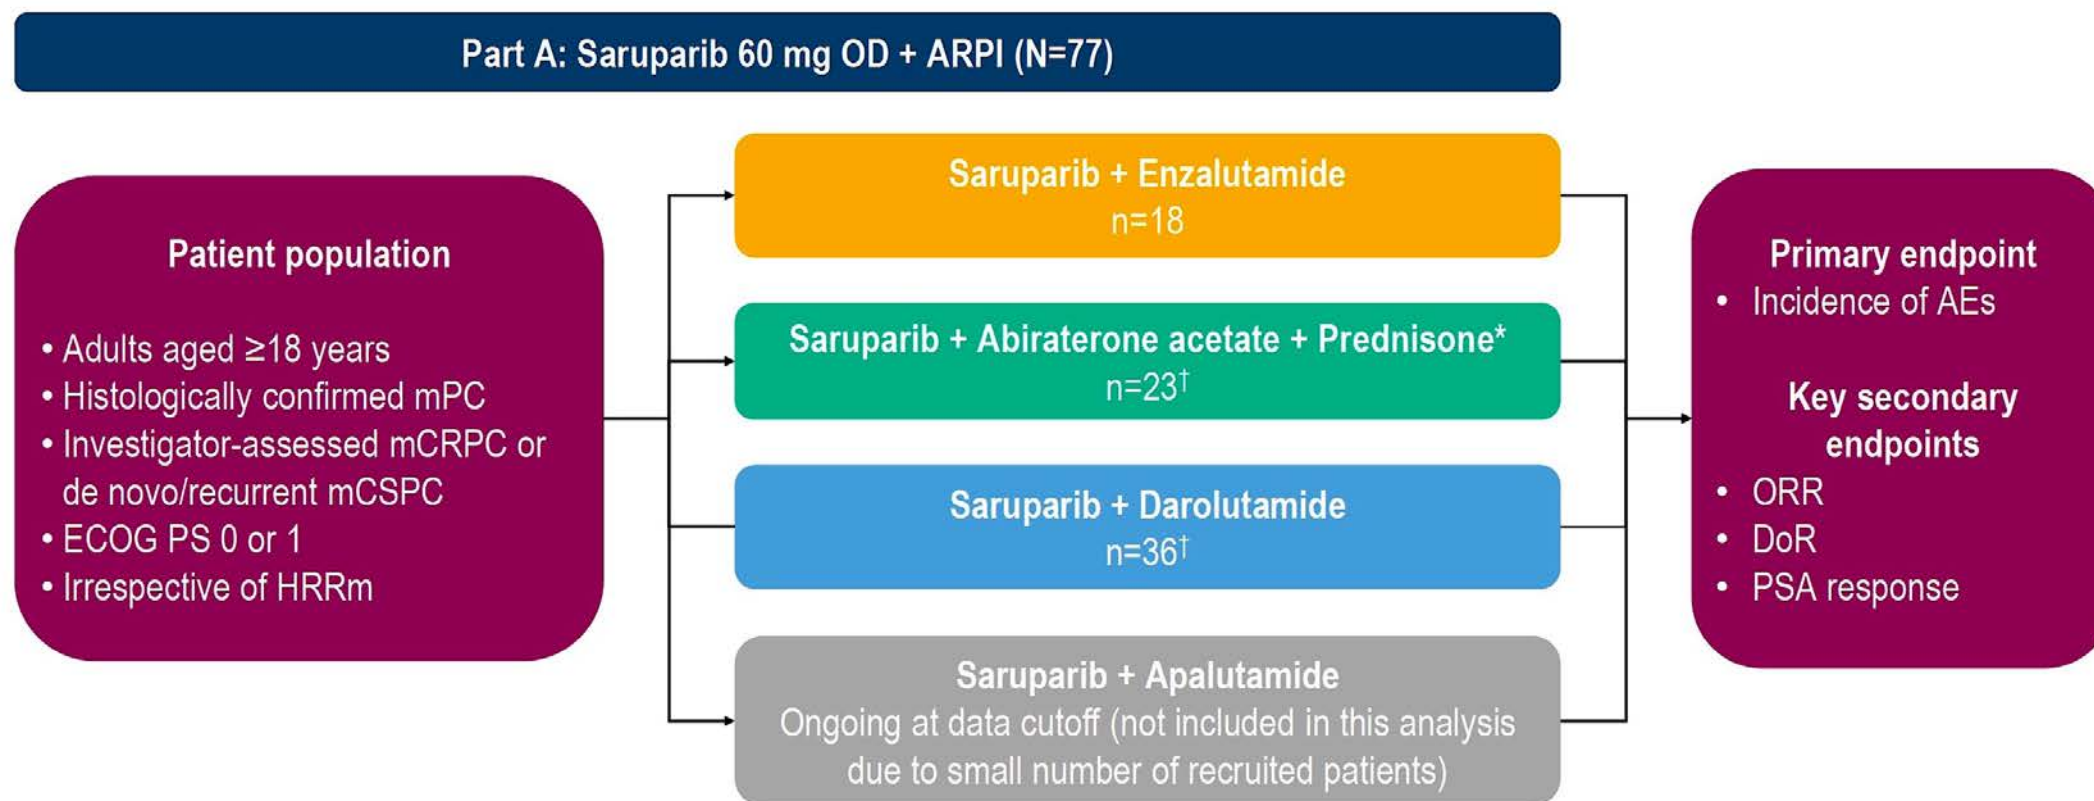 Part A: Saruparib 60 mg OD + ARPI (N=77)
Patient population
• Adults aged ≥18 years
• Histologically confirmed mPC
• Investigator-assessed mCRPC or
de novo/recurrent mCSPC
• ECOG PS 0 or 1
• Irrespective of HRRm
Saruparib + Enzalutamide
n=18
Saruparib + Abiraterone acetate + Prednisone*
n=23†
Saruparib + Darolutamide
n=36†
Saruparib + Apalutamide
Ongoing at data cutoff (not included in this analysis
due to small number of recruited patients)
Primary endpoint
• Incidence of AEs
Key secondary
endpoints
• ORR
• DoR
• PSA response